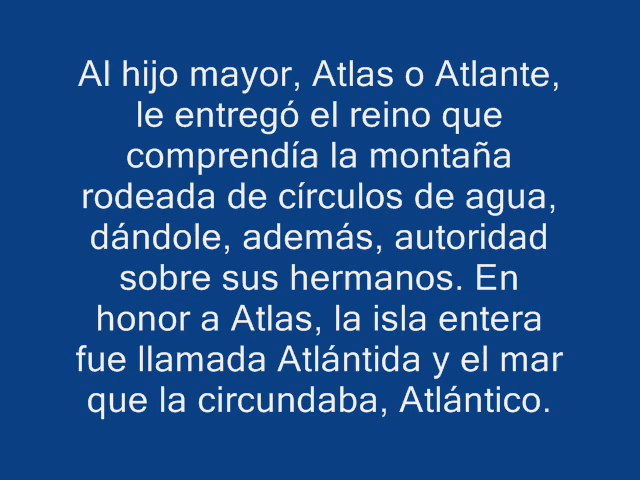 Al hijo mayor, Atlas o Atlante,
le entregó el reino que
comprendía la montaña
rodeada de círculos de agua,
dándole, además, autoridad
sobre sus hermanos. En
honor a Atlas, la isla entera
fue llamada Atlántida y el mar
que la circundaba, Atlántico.